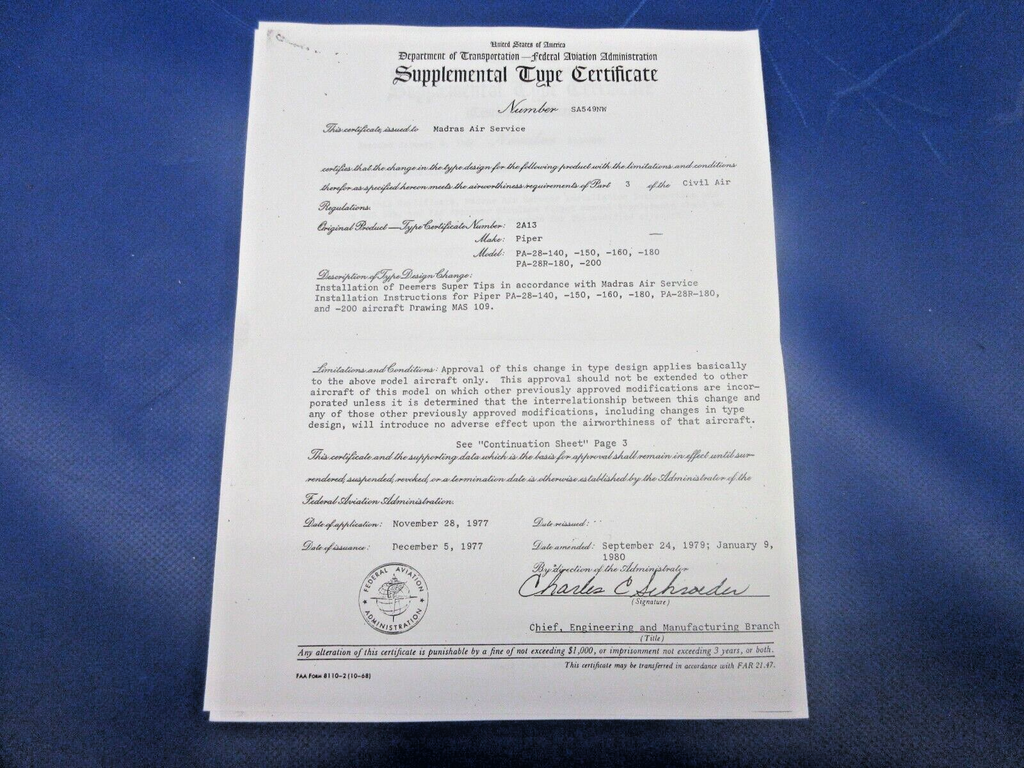 United States of America
Department of Transportation—Federal Aviation Administration
Supplemental Type Certificate
Number SA549NW
This certificate, issued to Madras Air Service
certifies that the change in the type design for the following product with the limitations and conditions
therefor as specified hereon meets the airworthiness requirements of Part 3 of the Civil Air
Regulations.
Original Product—Type Certificate Number: 2A13
Make: Piper
Model: PA-28-140, -150, -160, -180
PA-28R-180, -200
Description of Type Design Change:
Installation of Deemers Super Tips in accordance with Madras Air Service
Installation Instructions for Piper PA-28-140, -150, -160, -180, PA-28R-180,
and -200 aircraft Drawing MAS 109.
Limitations and Conditions: Approval of this change in type design applies basically
to the above model aircraft only. This approval should not be extended to other
aircraft of this model on which other previously approved modifications are incor-
porated unless it is determined that the interrelationship between this change and
any of those other previously approved modifications, including changes in type
design, will introduce no adverse effect upon the airworthiness of that aircraft.
See "Continuation Sheet" Page 3
This certificate and the supporting data which is the basis for approval shall remain in effect until sur-
rendered, suspended, revoked, or a termination date is otherwise established by the Administrator of the
Federal Aviation Administration.
Date of application: November 28, 1977
Date reissued:
Date of issuance: December 5, 1977
Date amended: September 24, 1979; January 9,
1980
By direction of the Administrator
Charles C Schroeder
(Signature)
FEDERAL AVIATION
ADMINISTRATION
Chief, Engineering and Manufacturing Branch
(Title)
Any alteration of this certificate is punishable by a fine of not exceeding $1,000, or imprisonment not exceeding 3 years, or both.
This certificate may be transferred in accordance with FAR 21.47.
FAA FORM 8110-2 (10-68)